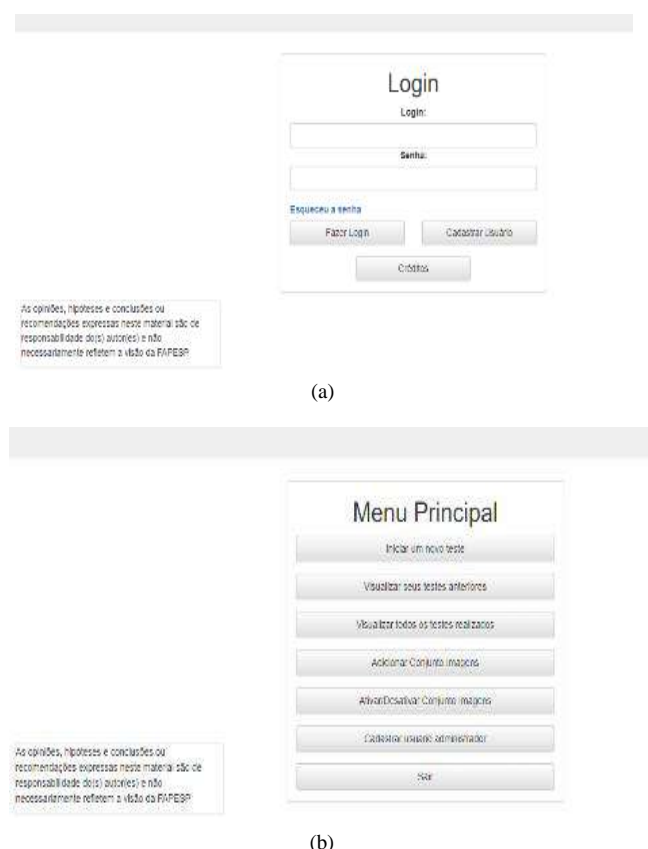 Login
Login:
Senha:
Esqueceu a senha
Fazer Login
Cadastrar Usuário
Créditos
As opiniões, hipóteses e conclusões ou
recomendações expressas neste material são de
responsabilidade do(s) autor(es) e não
necessariamente refletem a visão da FAPESP
(a)
Menu Principal
Iniciar um novo teste
Visualizar seus testes anteriores
Visualizar todos os testes realizados
Adicionar Conjunto Imagens
Ativar/Desativar Conjunto Imagens
Cadastrar usuário administrador
Sair
As opiniões, hipóteses e conclusões ou
recomendações expressas neste material são de
responsabilidade do(s) autor(es) e não
necessariamente refletem a visão da FAPESP
(b)